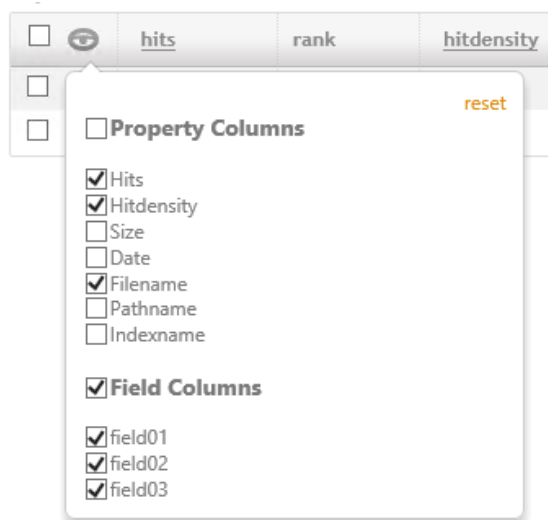 hits rank hitdensity
reset
Property Columns
Hits
Hitdensity
Size
Date
Filename
Pathname
Indexname
Field Columns
field01
field02
field03